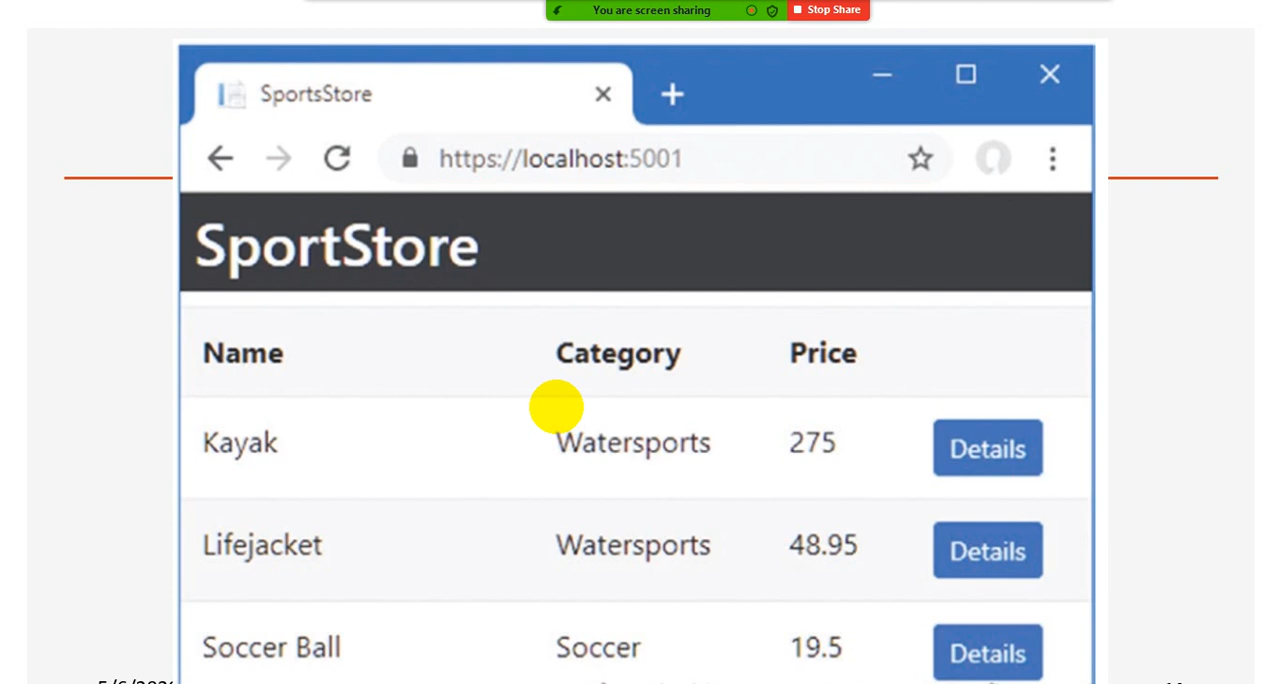 You are screen sharing Stop Share
SportsStore
https://localhost:5001
SportStore
Name Category Price
Kayak Watersports 275 Details
Lifejacket Watersports 48.95 Details
Soccer Ball Soccer 19.5 Details